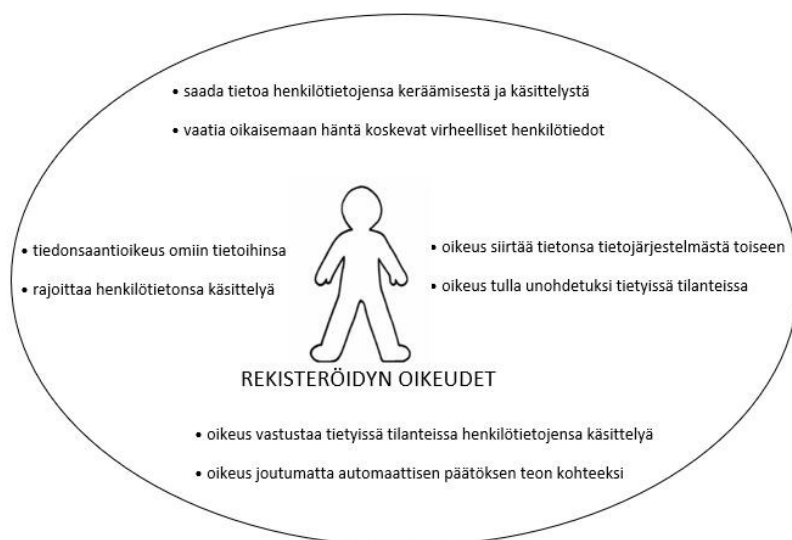 • saada tietoa henkilötietojensa keräämisestä ja käsittelystä
• vaatia oikaisemaan häntä koskevat virheelliset henkilötiedot
• tiedonsaantioikeus omiin tietoihinsa
• rajoittaa henkilötietonsa käsittelyä
• oikeus siirtää tietonsa tietojärjestelmästä toiseen
• oikeus tulla unohdetuksi tietyissä tilanteissa
REKISTERÖIDYN OIKEUDET
• oikeus vastustaa tietyissä tilanteissa henkilötietojensa käsittelyä
• oikeus joutumatta automaattisen päätöksen teon kohteeksi